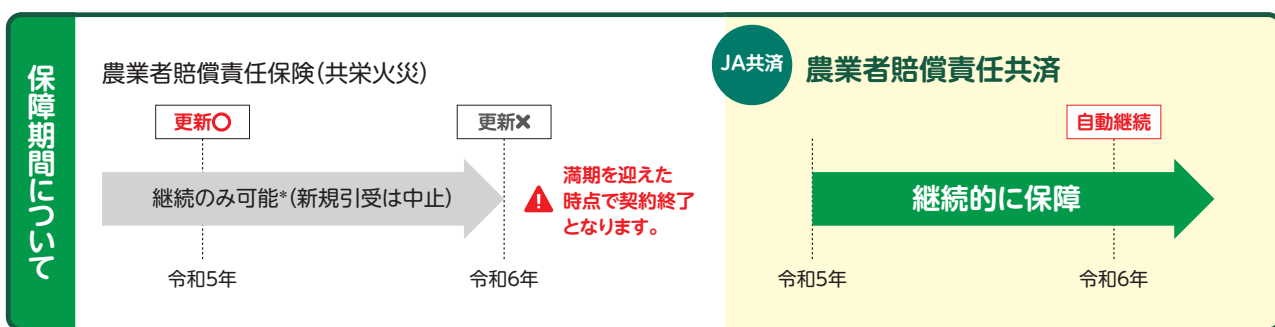 保障期間について
農業者賠償責任保険(共栄火災)
更新○
更新×
継続のみ可能*(新規引受は中止)
満期を迎えた
時点で契約終了
となります。
令和5年
令和6年
JA共済
農業者賠償責任共済
自動継続
継続的に保障
令和5年
令和6年